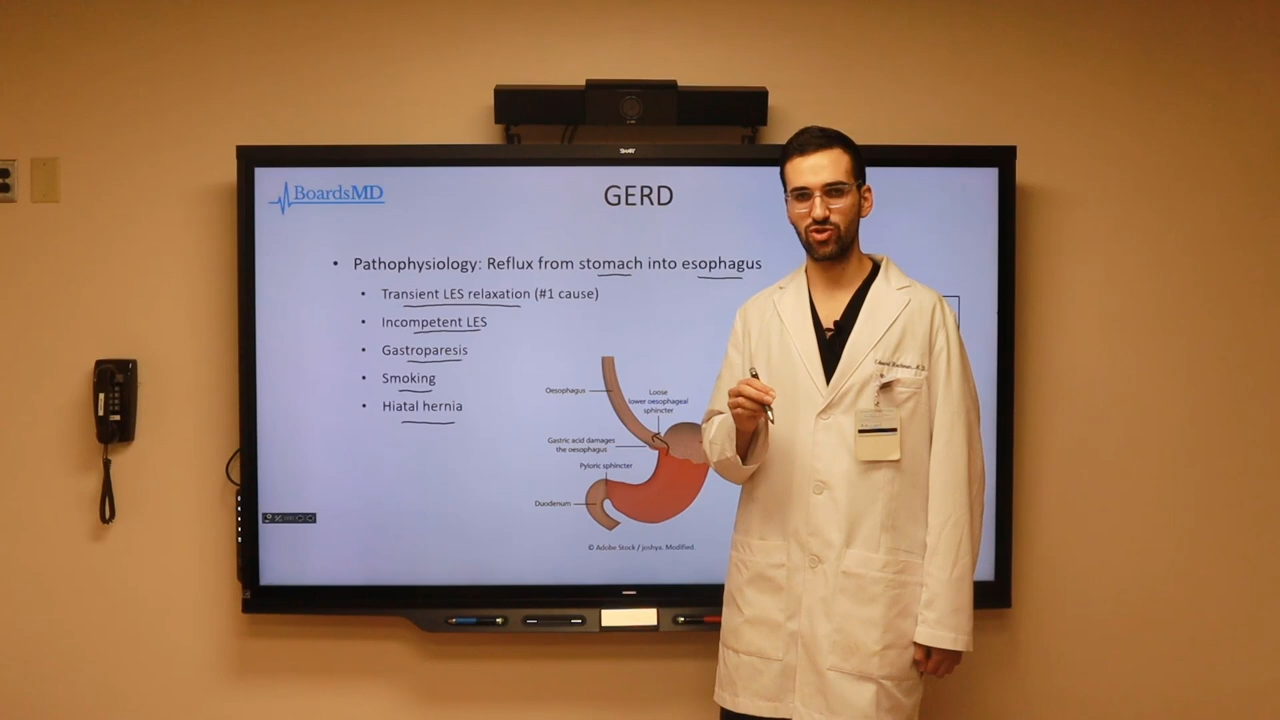 SMART
BoardsMD
GERD
• Pathophysiology: Reflux from stomach into esophagus
• Transient LES relaxation (#1 cause)
• Incompetent LES
• Gastroparesis
• Smoking
• Hiatal hernia
Oesophagus
Loose
lower oesophageal
sphincter
Gastric acid damages
the oesophagus
Pyloric sphincter
Duodenum
© Adobe Stock / joshya. Modified.